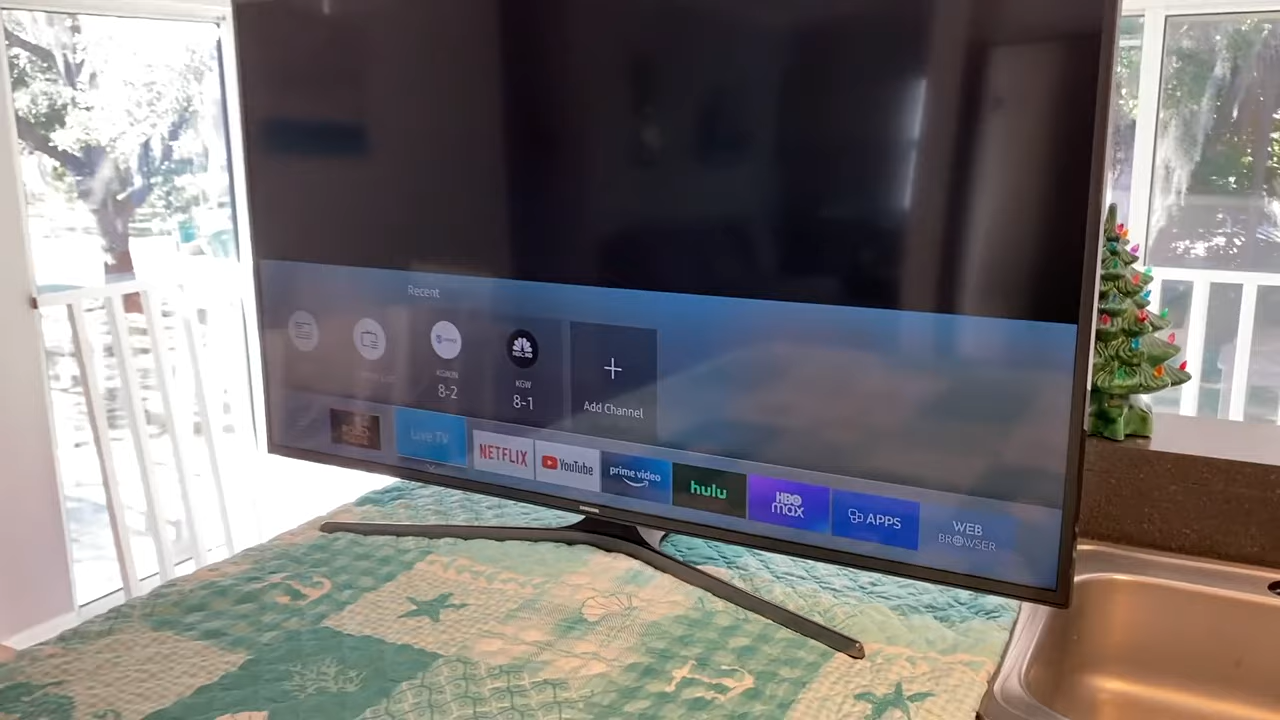 Recent
KGW
8-2
8-1
Add Channel
Live TV
NETFLIX
YouTube
prime video
hulu
HBO
max
APPS
WEB
BROWSER
SAMSUNG